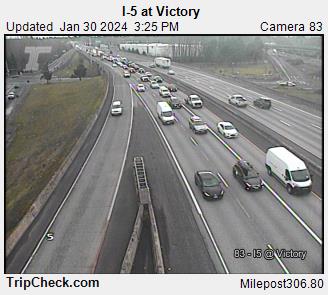 I-5 at Victory
Updated Jan 30 2024 3:25 PM Camera 83
5
83 - I5 @ Victory
TripCheck.com Milepost306.80